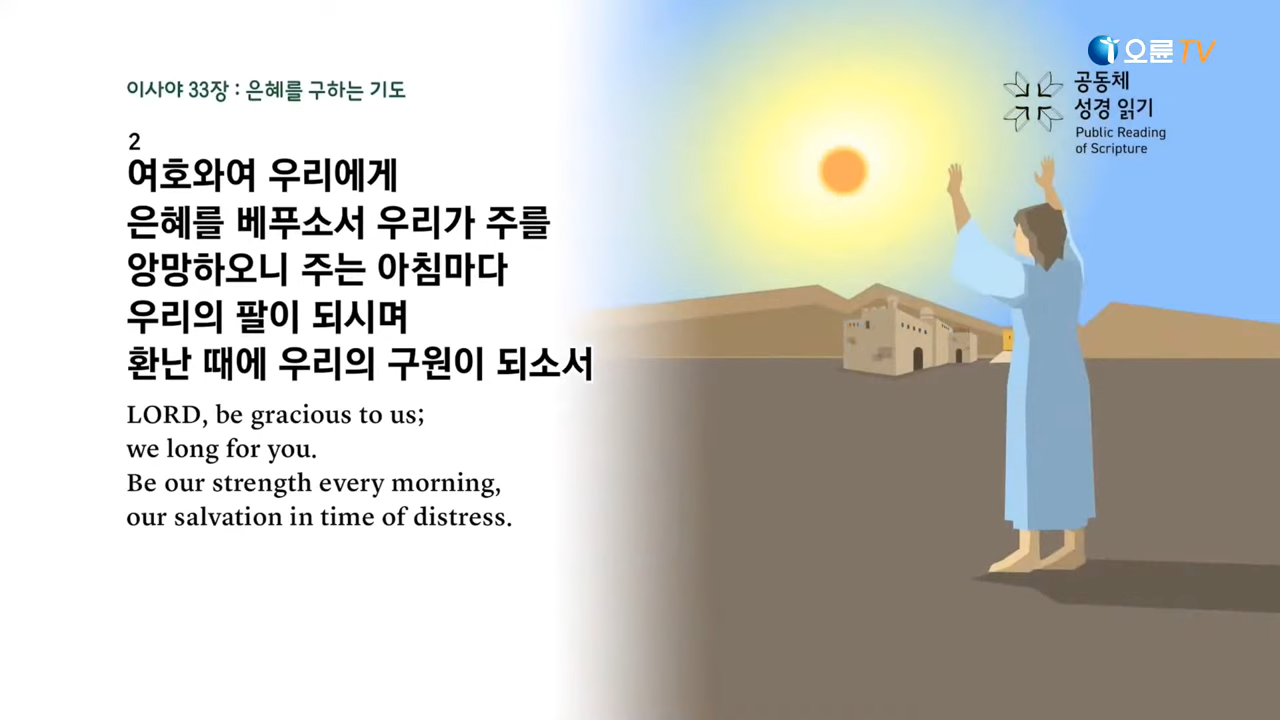 오륜TV
공동체
성경 읽기
Public Reading
of Scripture
이사야 33장 : 은혜를 구하는 기도
2
여호와여 우리에게
은혜를 베푸소서 우리가 주를
앙망하오니 주는 아침마다
우리의 팔이 되시며
환난 때에 우리의 구원이 되소서
LORD, be gracious to us;
we long for you.
Be our strength every morning,
our salvation in time of distress.